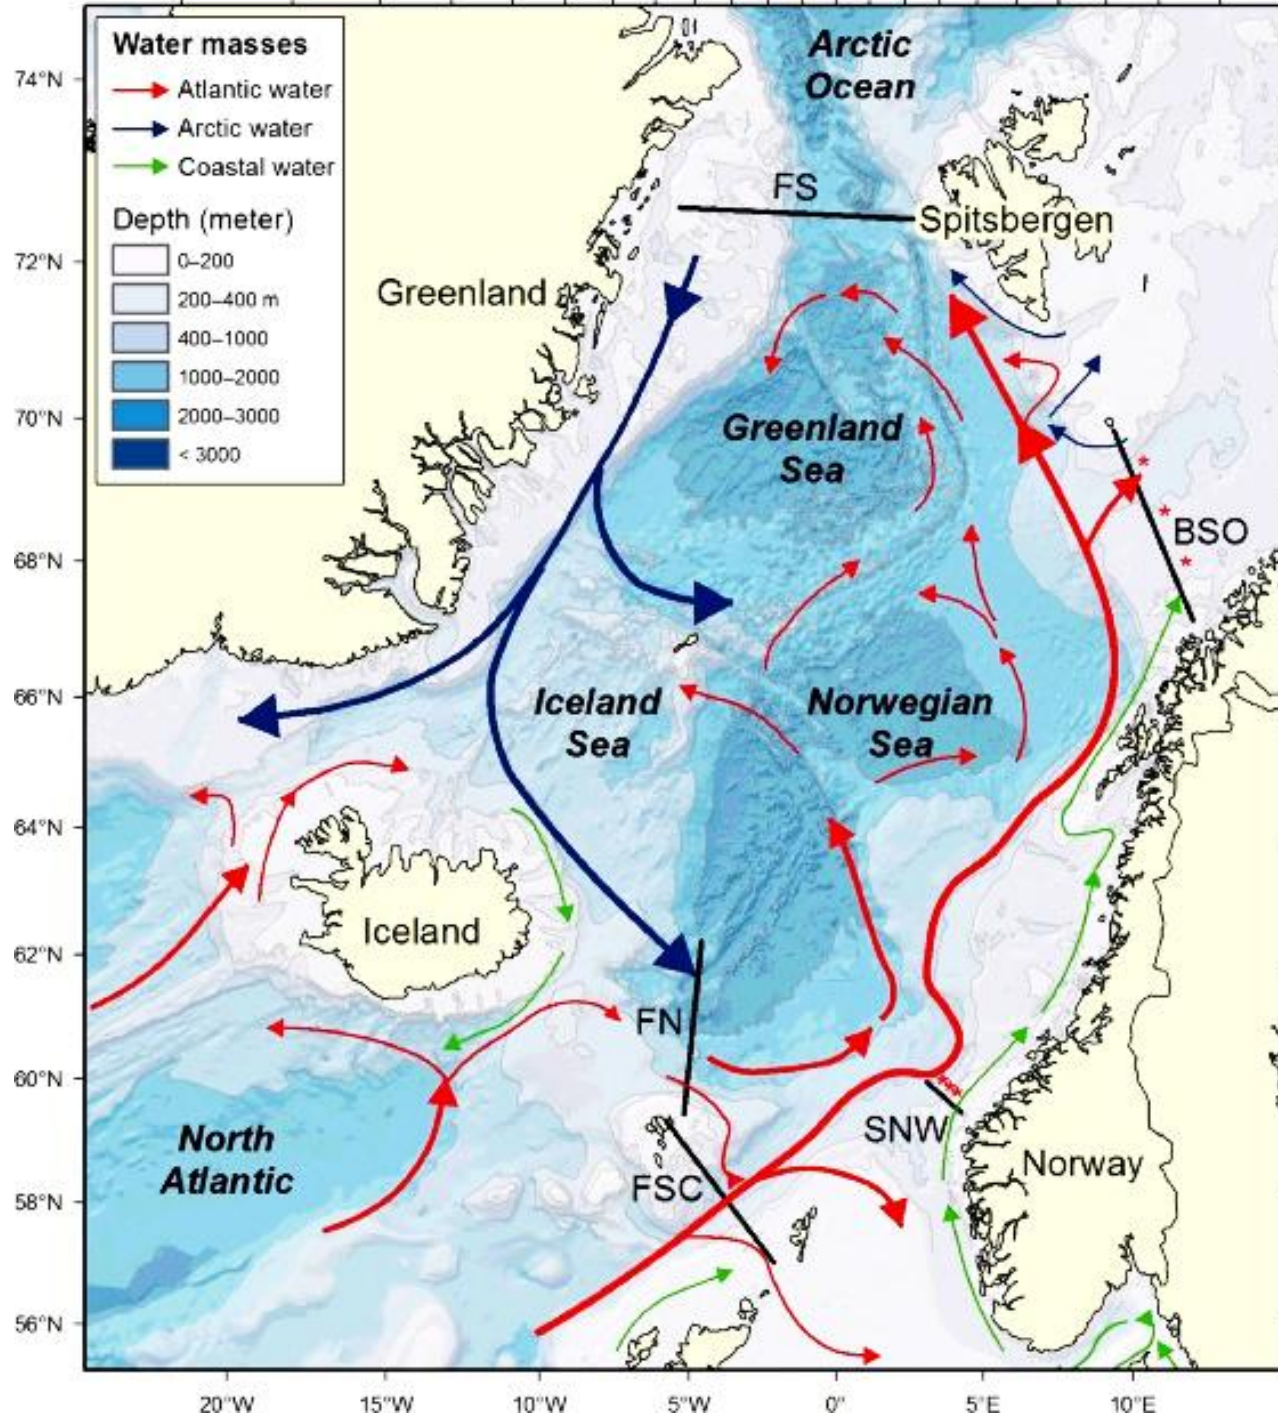 Water masses
Atlantic water
Arctic water
Coastal water
Depth (meter)
0–200
200–400 m
400–1000
1000–2000
2000–3000
< 3000
Arctic
Ocean
FS
Spitsbergen
Greenland
Greenland
Sea
BSO
Iceland
Sea
Norwegian
Sea
Iceland
FN
North
Atlantic
SNW
FSC
Norway
74°N
72°N
70°N
68°N
66°N
64°N
62°N
60°N
58°N
56°N
20°W
15°W
10°W
5°W
0°
5°E
10°E